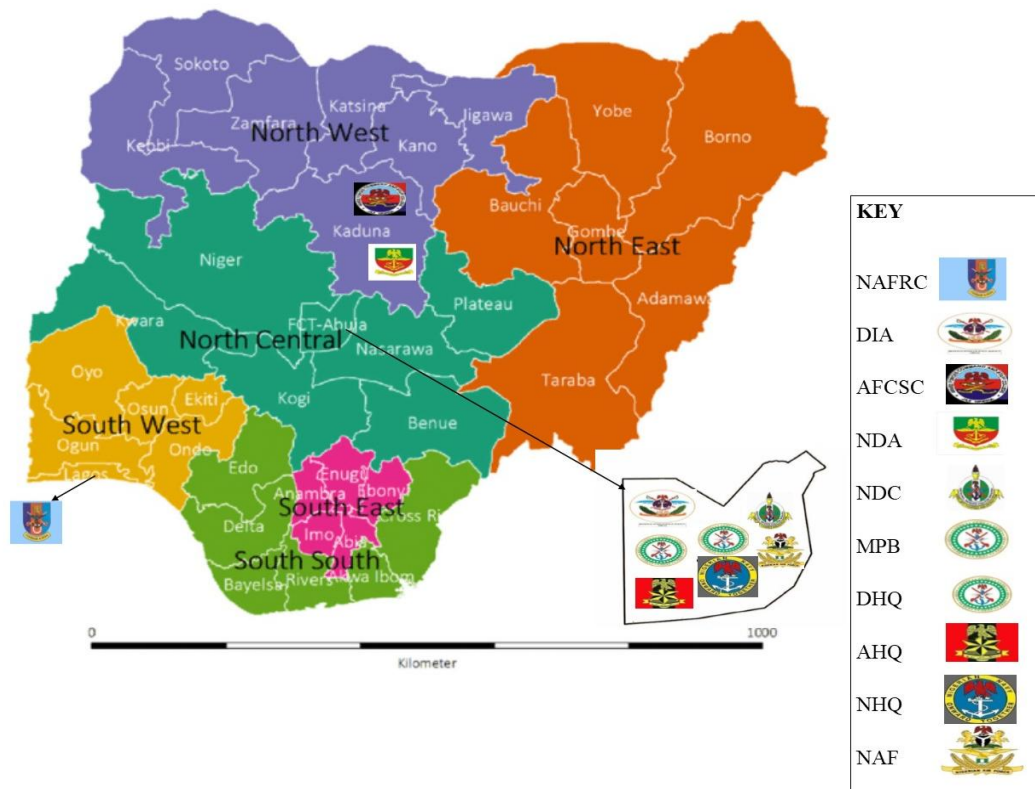 Sokoto
Katsina
Jigawa
Yobe
Borno
Zamfara
North West
Kano
Kebbi
Bauchi
Kaduna
Gombe
North East
Niger
Adamawa
Plateau
Kwara
FCT-Abuja
North Central
Nasarawa
Oyo
Taraba
Kogi
Ekiti
Osun
Benue
South West
Ogun
Ondo
Edo
Lagos
Enugu
Anambra
Ebonyi
South East
Cross Ri
Delta
Imo
Abia
South South
Bayelsa
Rivers
Akwa Ibom
0
1000
Kilometer
KEY
NAFRC
DIA
AFCSC
NDA
NDC
MPB
DHQ
AHQ
NHQ
NAF
NIGERIAN AIR FORCE